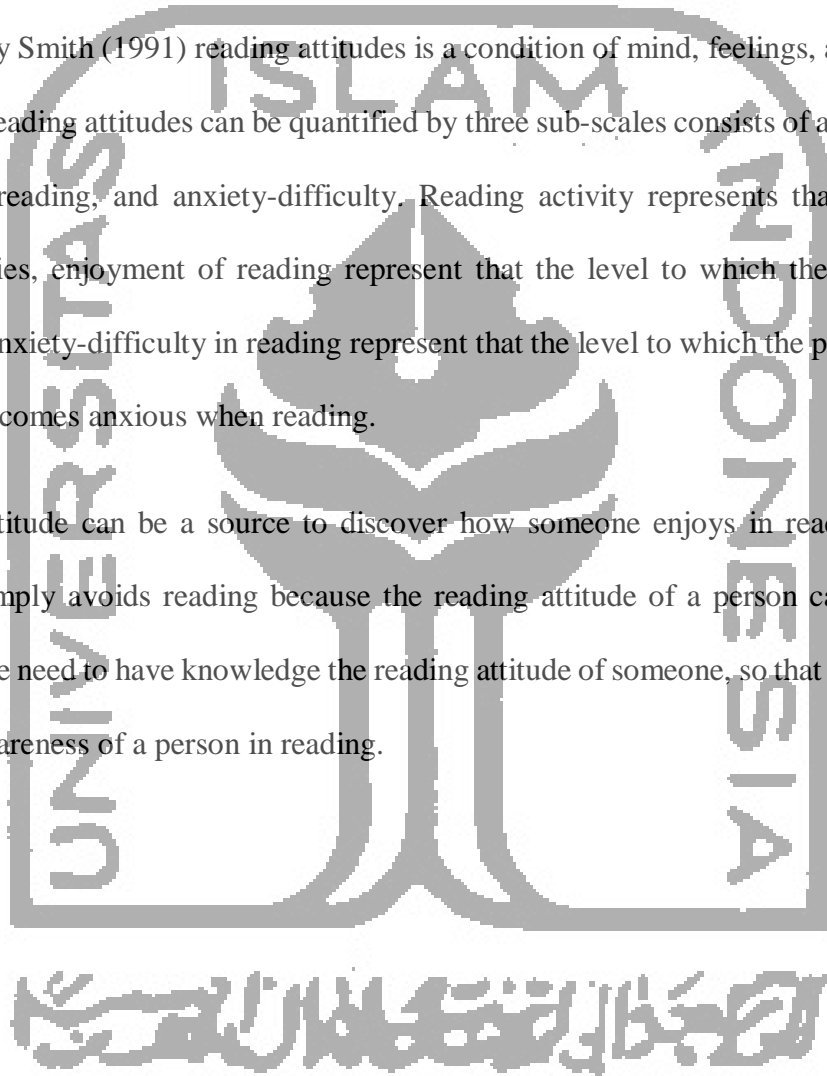 y Smith (1991) reading attitudes is a condition of mind, feelings, a
eading attitudes can be quantified by three sub-scales consists of a
reading, and anxiety-difficulty. Reading activity represents tha
ies, enjoyment of reading represent that the level to which the
nxiety-difficulty in reading represent that the level to which the p
comes anxious when reading.
titude can be a source to discover how someone enjoys in read
mply avoids reading because the reading attitude of a person ca
e need to have knowledge the reading attitude of someone, so that
areness of a person in reading.
ISLAM
UNIVERSITAS
INDONESIA